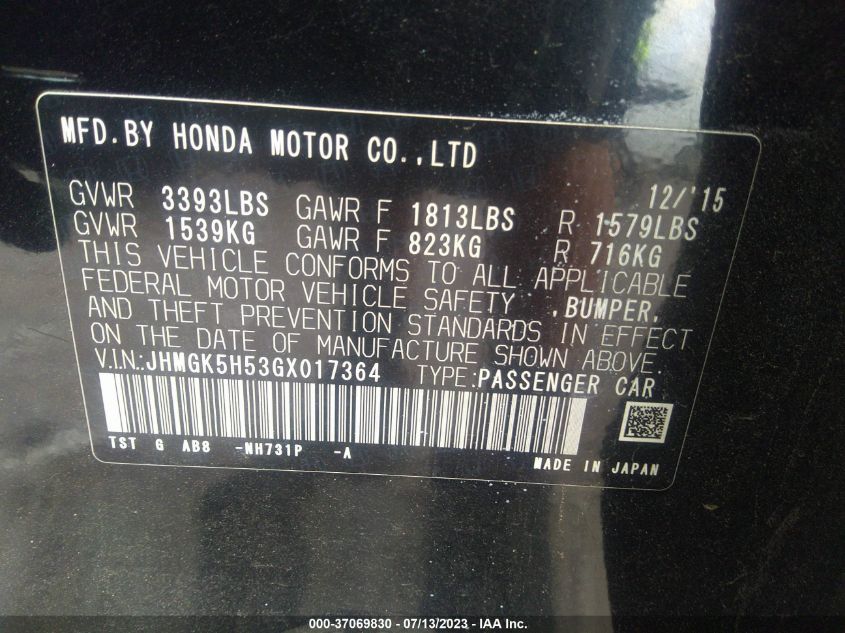 MFD.BY HONDA MOTOR CO.,LTD
12/'15
GVWR 3393LBS GAWR F 1813LBS R 1579LBS
GVWR 1539KG GAWR F 823KG R 716KG
THIS VEHICLE CONFORMS TO ALL APPLICABLE
FEDERAL MOTOR VEHICLE SAFETY ,BUMPER,
AND THEFT PREVENTION STANDARDS IN EFFECT
ON THE DATE OF MANUFACTURE SHOWN ABOVE.
V.I.N.:JHMGK5H53GX017364 TYPE:PASSENGER CAR
TST G AB8 -NH731P -A
MADE IN JAPAN
000-37069830 - 07/13/2023 - IAA Inc.